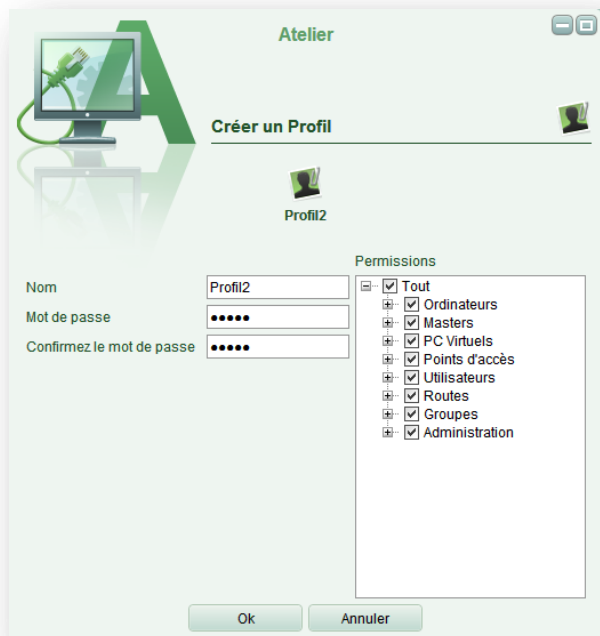 Atelier
Créer un Profil
Profil2
Permissions
Nom
Profil2
Mot de passe
●●●●●
Confirmez le mot de passe
●●●●●
Tout
Ordinateurs
Masters
PC Virtuels
Points d'accès
Utilisateurs
Routes
Groupes
Administration
Ok
Annuler